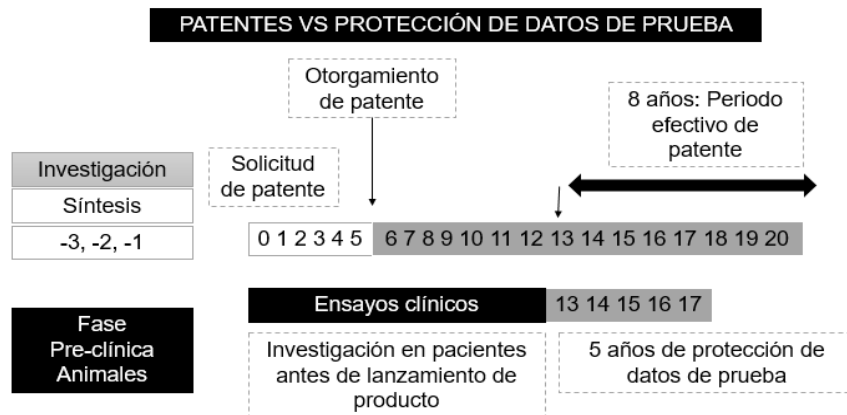 PATENTES VS PROTECCIÓN DE DATOS DE PRUEBA
Otorgamiento
de patente
8 años: Periodo
efectivo de
patente
Investigación
Síntesis
-3, -2, -1
Solicitud
de patente
0 1 2 3 4 5 6 7 8 9 10 11 12 13 14 15 16 17 18 19 20
Fase
Pre-clínica
Animales
Ensayos clínicos
13 14 15 16 17
Investigación en pacientes
antes de lanzamiento de
producto
5 años de protección de
datos de prueba